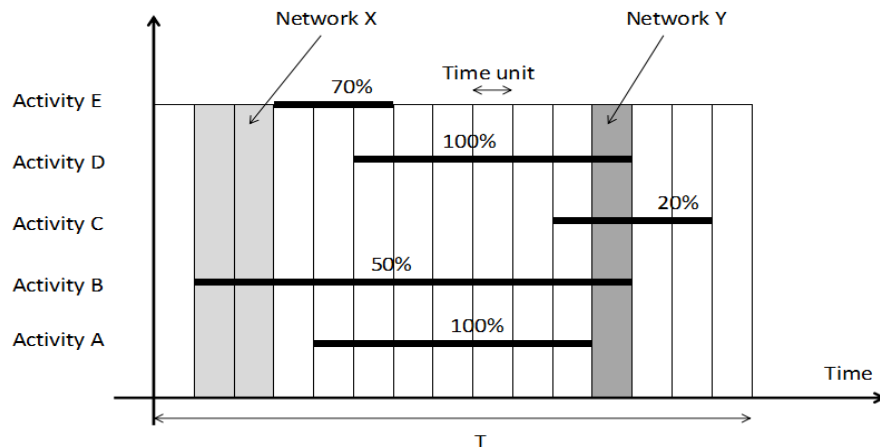 Network X
Network Y
Time unit
Activity E
70%
Activity D
100%
Activity C
20%
Activity B
50%
Activity A
100%
Time
T